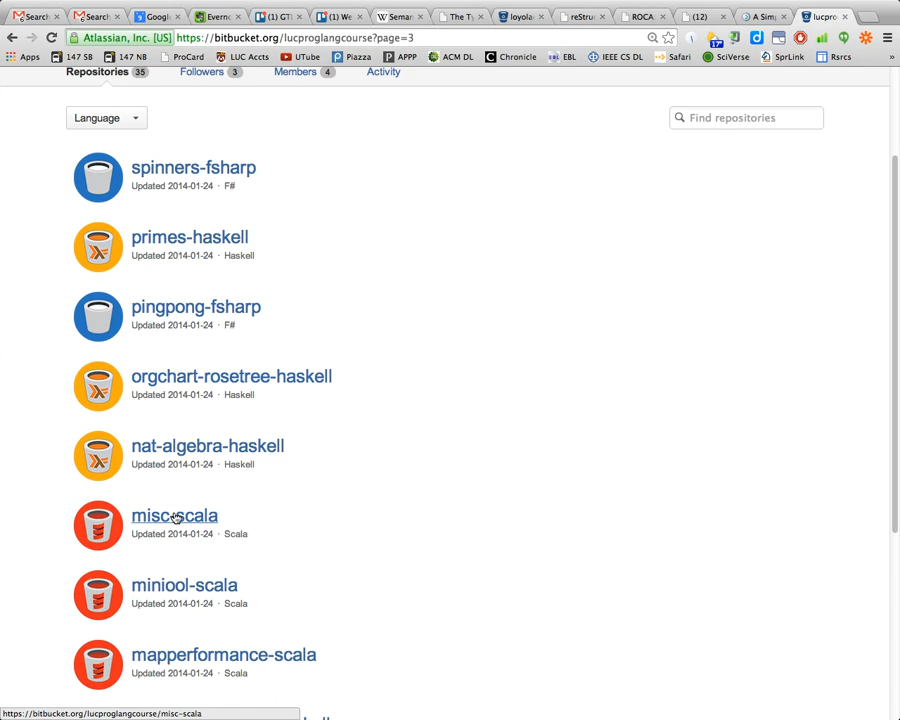 Search
Search
Googl
Everno
(1) GTI
(1) We
Seman
The Ty
loyola
reStruc
ROCA
(12)
A Simp
lucpro
Atlassian, Inc. [US] https://bitbucket.org/lucproglangcourse?page=3
17°
Apps 147 SB 147 NB ProCard LUC Accts UTube Piazza APPP ACM DL Chronicle EBL IEEE CS DL Safari SciVerse SprLink Rsrcs »
Repositories 35 Followers 3 Members 4 Activity
Language
Find repositories
spinners-fsharp
Updated 2014-01-24 · F#
primes-haskell
Updated 2014-01-24 · Haskell
pingpong-fsharp
Updated 2014-01-24 · F#
orgchart-rosetree-haskell
Updated 2014-01-24 · Haskell
nat-algebra-haskell
Updated 2014-01-24 · Haskell
misc-scala
Updated 2014-01-24 · Scala
miniool-scala
Updated 2014-01-24 · Scala
mapperformance-scala
Updated 2014-01-24 · Scala
https://bitbucket.org/lucproglangcourse/misc-scala